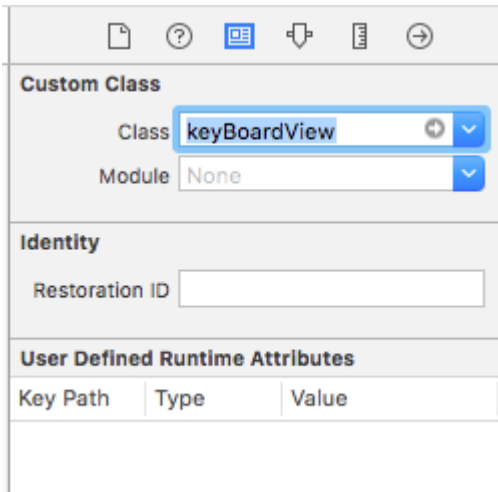 Custom Class
Class keyBoardView
Module None
Identity
Restoration ID
User Defined Runtime Attributes
Key Path Type Value